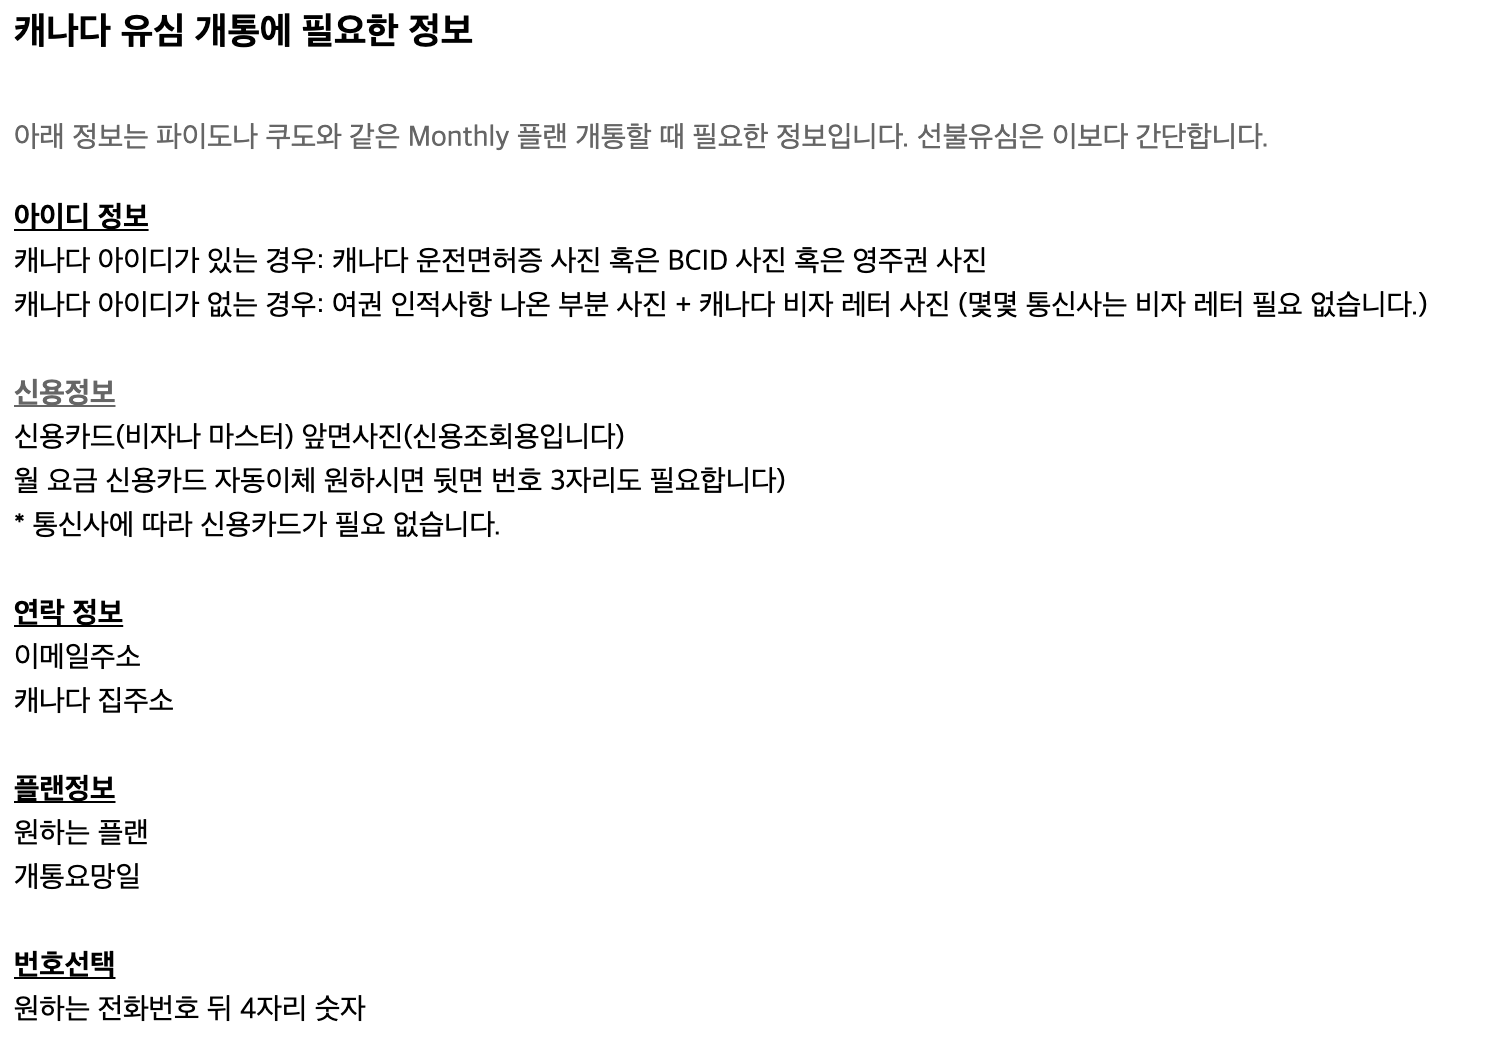 캐나다 유심 개통에 필요한 정보
아래 정보는 파이도나 쿠도와 같은 Monthly 플랜 개통할 때 필요한 정보입니다. 선불유심은 이보다 간단합니다.
아이디 정보
캐나다 아이디가 있는 경우: 캐나다 운전면허증 사진 혹은 BCID 사진 혹은 영주권 사진
캐나다 아이디가 없는 경우: 여권 인적사항 나온 부분 사진 + 캐나다 비자 레터 사진 (몇몇 통신사는 비자 레터 필요 없습니다.)
신용정보
신용카드(비자나 마스터) 앞면사진(신용조회용입니다)
월 요금 신용카드 자동이체 원하시면 뒷면 번호 3자리도 필요합니다)
* 통신사에 따라 신용카드가 필요 없습니다.
연락 정보
이메일주소
캐나다 집주소
플랜정보
원하는 플랜
개통요망일
번호선택
원하는 전화번호 뒤 4자리 숫자